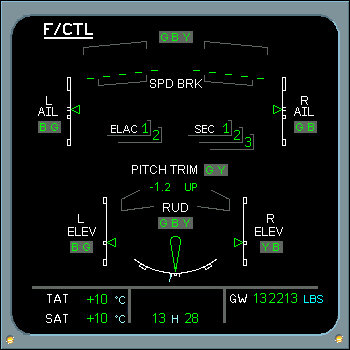 F/CTL
G B Y
SPD BRK
L R
AIL AIL
B G G B
ELAC 1 2 SEC 1 2 3
PITCH TRIM G Y
-1.2 UP
L RUD R
ELEV G B Y ELEV
B G Y B
TAT +10 °C GW 132213 LBS
SAT +10 °C 13 H 28